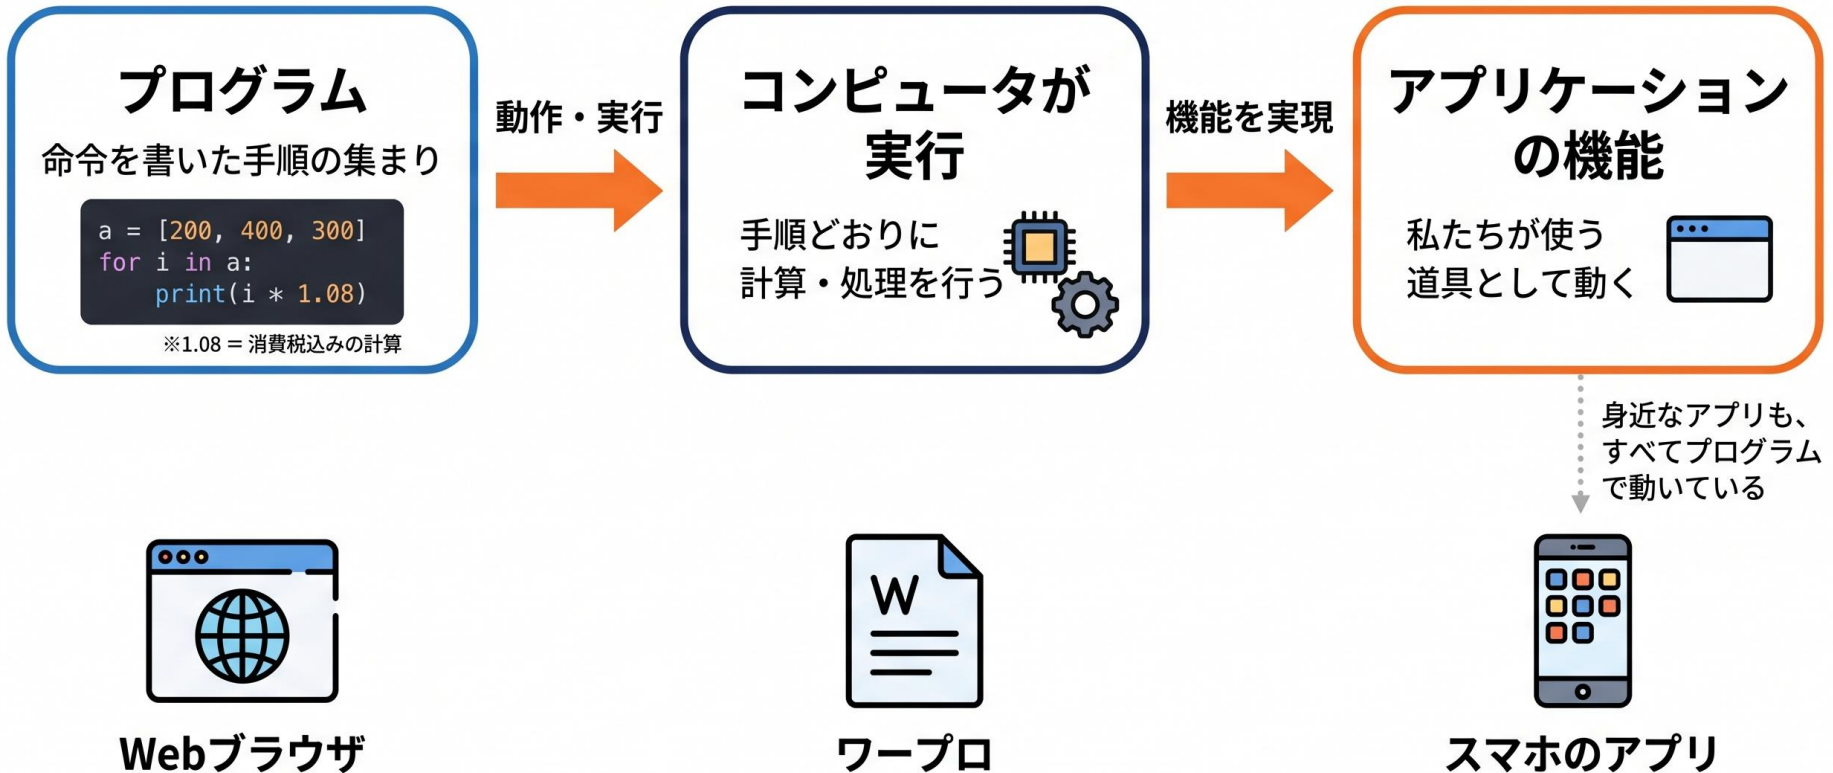 プログラム
命令を書いた手順の集まり
a = [200, 400, 300]
for i in a:
    print(i * 1.08)
※1.08 = 消費税込みの計算
動作・実行
コンピュータが
実行
手順どおりに
計算・処理を行う
機能を実現
アプリケーション
の機能
私たちが使う
道具として動く
身近なアプリも、
すべてプログラム
で動いている
Webブラウザ
W
ワープロ
スマホのアプリ